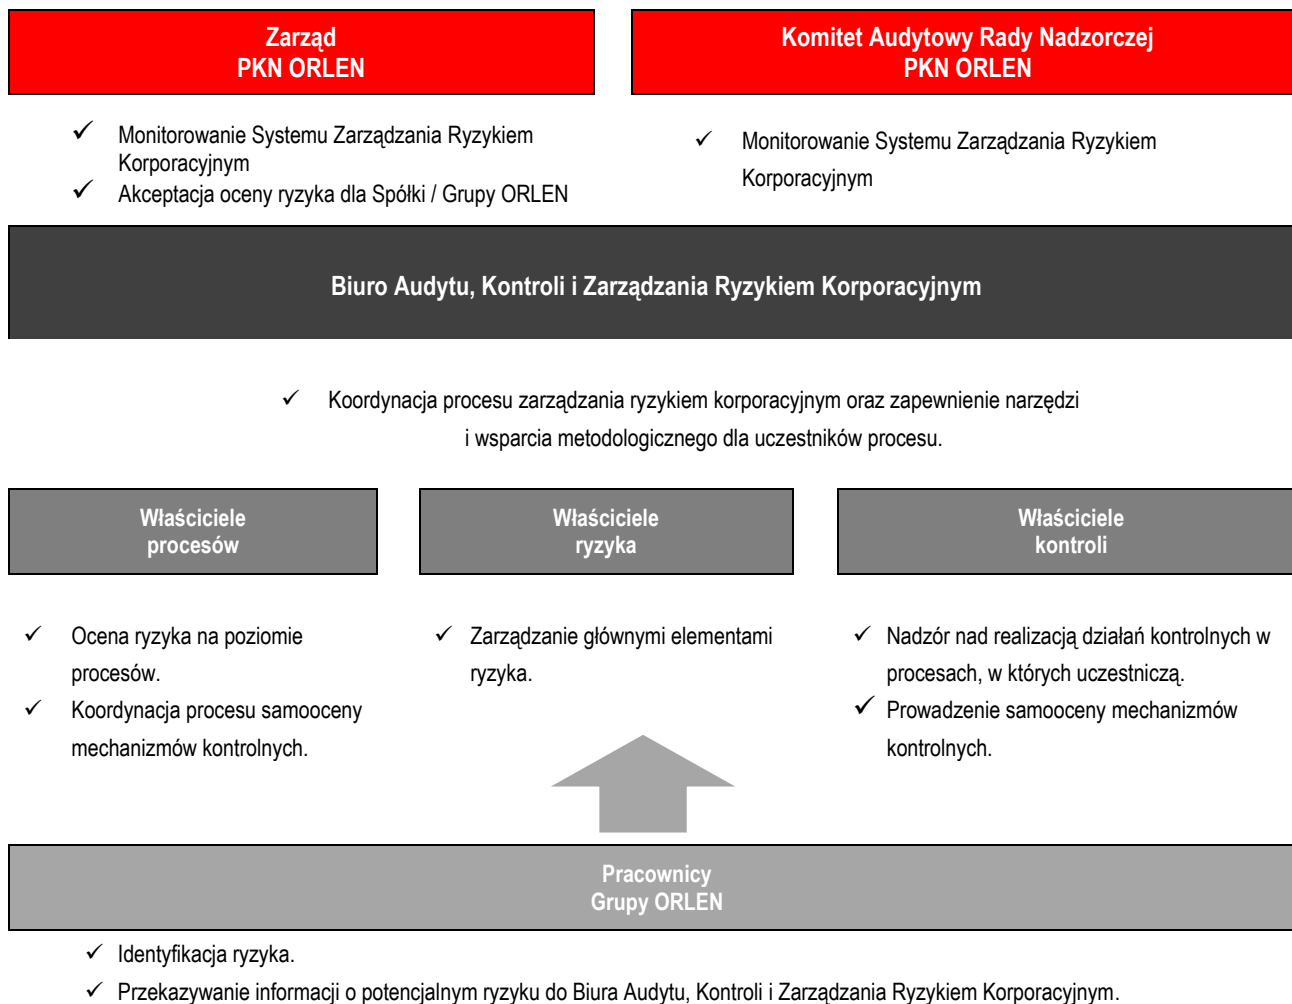 Zarząd
PKN ORLEN
Komitet Audytowy Rady Nadzorczej
PKN ORLEN
✓ Monitorowanie Systemu Zarządzania Ryzykiem
Korporacyjnym
✓ Akceptacja oceny ryzyka dla Spółki / Grupy ORLEN
✓ Monitorowanie Systemu Zarządzania Ryzykiem
Korporacyjnym
Biuro Audytu, Kontroli i Zarządzania Ryzykiem Korporacyjnym
✓ Koordynacja procesu zarządzania ryzykiem korporacyjnym oraz zapewnienie narzędzi
i wsparcia metodologicznego dla uczestników procesu.
Właściciele
procesów
Właściciele
ryzyka
Właściciele
kontroli
✓ Ocena ryzyka na poziomie
procesów.
✓ Koordynacja procesu samooceny
mechanizmów kontrolnych.
✓ Zarządzanie głównymi elementami
ryzyka.
✓ Nadzór nad realizacją działań kontrolnych w
procesach, w których uczestniczą.
✓ Prowadzenie samooceny mechanizmów
kontrolnych.
Pracownicy
Grupy ORLEN
✓ Identyfikacja ryzyka.
✓ Przekazywanie informacji o potencjalnym ryzyku do Biura Audytu, Kontroli i Zarządzania Ryzykiem Korporacyjnym.